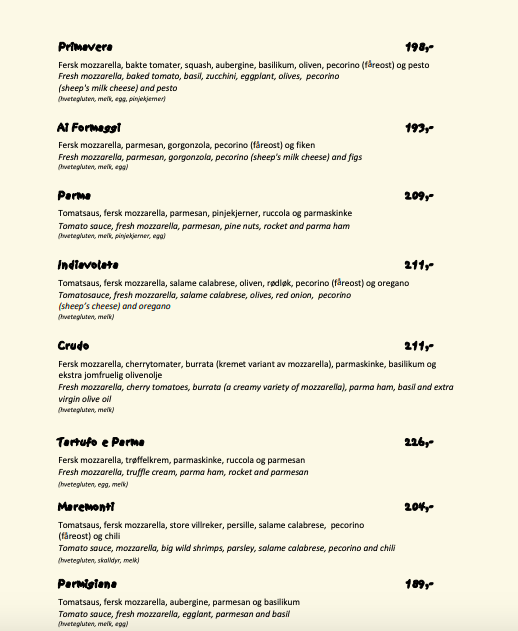 Primavera 198,-
Fersk mozzarella, bakte tomater, squash, aubergine, basilikum, oliven, pecorino (fåreost) og pesto
Fresh mozzarella, baked tomato, basil, zucchini, eggplant, olives, pecorino
(sheep's milk cheese) and pesto
(hvetegluten, melk, egg, pinjekjerner)
Ai Formaggi 193,-
Fersk mozzarella, parmesan, gorgonzola, pecorino (fåreost) og fiken
Fresh mozzarella, parmesan, gorgonzola, pecorino (sheep's milk cheese) and figs
(hvetegluten, melk, egg)
Parma 209,-
Tomatsaus, fersk mozzarella, parmesan, pinjekjerner, ruccola og parmaskinke
Tomato sauce, fresh mozzarella, parmesan, pine nuts, rocket and parma ham
(hvetegluten, melk, pinjekjerner, egg)
Indiavolata 211,-
Tomatsaus, fersk mozzarella, salame calabrese, oliven, rødløk, pecorino (fåreost) og oregano
Tomatosauce, fresh mozzarella, salame calabrese, olives, red onion, pecorino
(sheep's cheese) and oregano
(hvetegluten, melk)
Crudo 211,-
Fersk mozzarella, cherrytomater, burrata (kremet variant av mozzarella), parmaskinke, basilikum og
ekstra jomfruelig olivenolje
Fresh mozzarella, cherry tomatoes, burrata (a creamy variety of mozzarella), parma ham, basil and extra
virgin olive oil
(hvetegluten, melk)
Tartufo e Parma 226,-
Fersk mozzarella, trøffelkrem, parmaskinke, ruccola og parmesan
Fresh mozzarella, truffle cream, parma ham, rocket and parmesan
(hvetegluten, egg, melk)
Maremonti 204,-
Tomatsaus, fersk mozzarella, store villreker, persille, salame calabrese, pecorino
(fåreost) og chili
Tomato sauce, mozzarella, big wild shrimps, parsley, salame calabrese, pecorino and chili
(hvetegluten, skalldyr, melk)
Parmigiana 189,-
Tomatsaus, fersk mozzarella, aubergine, parmesan og basilikum
Tomato sauce, fresh mozzarella, egglant, parmesan and basil
(hvetegluten, melk, egg)